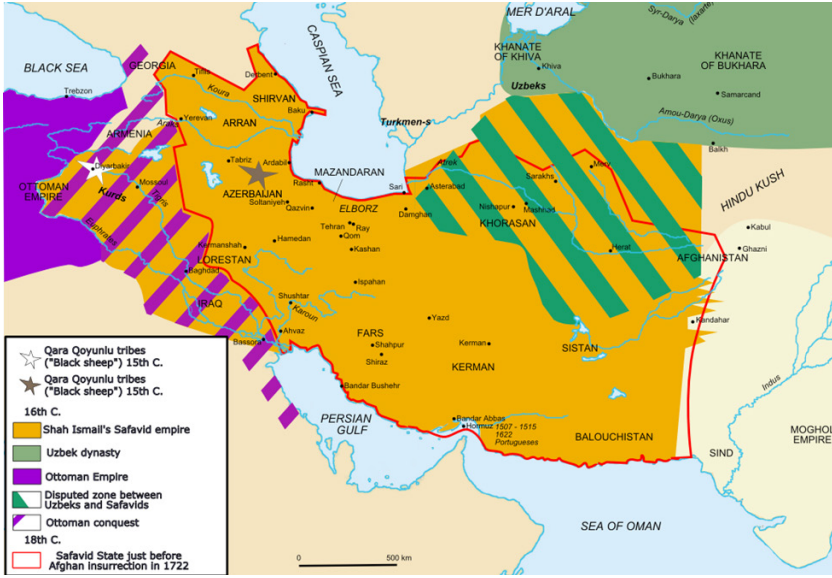 MER D'ARAL
Syr-Darya (Iaxarte)
KHANATE
OF KHIVA
KHANATE
OF BUKHARA
Khiva
Bukhara
Uzbeks
Samarcand
Amou-Darya (Oxus)
Balkh
BLACK SEA
Trebzon
GEORGIA
Tiflis
Derbent
CASPIAN SEA
Koura
SHIRVAN
Baku
ARRAN
Turkmen-s
ARMENIA
Yerevan
Diyarbakir
OTTOMAN
EMPIRE
Kurds
Mossoul
Tigris
Euphrates
Tabriz
Ardabil
AZERBAIJAN
MAZANDARAN
Rasht
Soltaniyeh
Qazvin
ELBORZ
Sari
Asterabad
Atrek
Damghan
Tehran
Ray
Qom
Kashan
Hamedan
Kermanshah
LORESTAN
Baghdad
IRAQ
Ispahan
Shushtar
Karoun
Ahvaz
Bassora
Sarakhs
Merv
Nishapur
Mashhad
KHORASAN
Herat
HINDU KUSH
Kabul
Ghazni
AFGHANISTAN
Kandahar
Yazd
FARS
Shahpur
Shiraz
Kerman
KERMAN
SISTAN
Bandar Bushehr
PERSIAN
GULF
Bandar Abbas
Hormuz
1507 - 1515
1622
Portugueses
BALOUCHISTAN
SIND
Indus
MOGHOL
EMPIRE
SEA OF OMAN
0
500 km
Qara Qoyunlu tribes
("Black sheep") 15th C.
Qara Qoyunlu tribes
("Black sheep") 15th C.
16th C.
Shah Ismail's Safavid empire
Uzbek dynasty
Ottoman Empire
Disputed zone between
Uzbeks and Safavids
Ottoman conquest
18th C.
Safavid State just before
Afghan insurrection in 1722